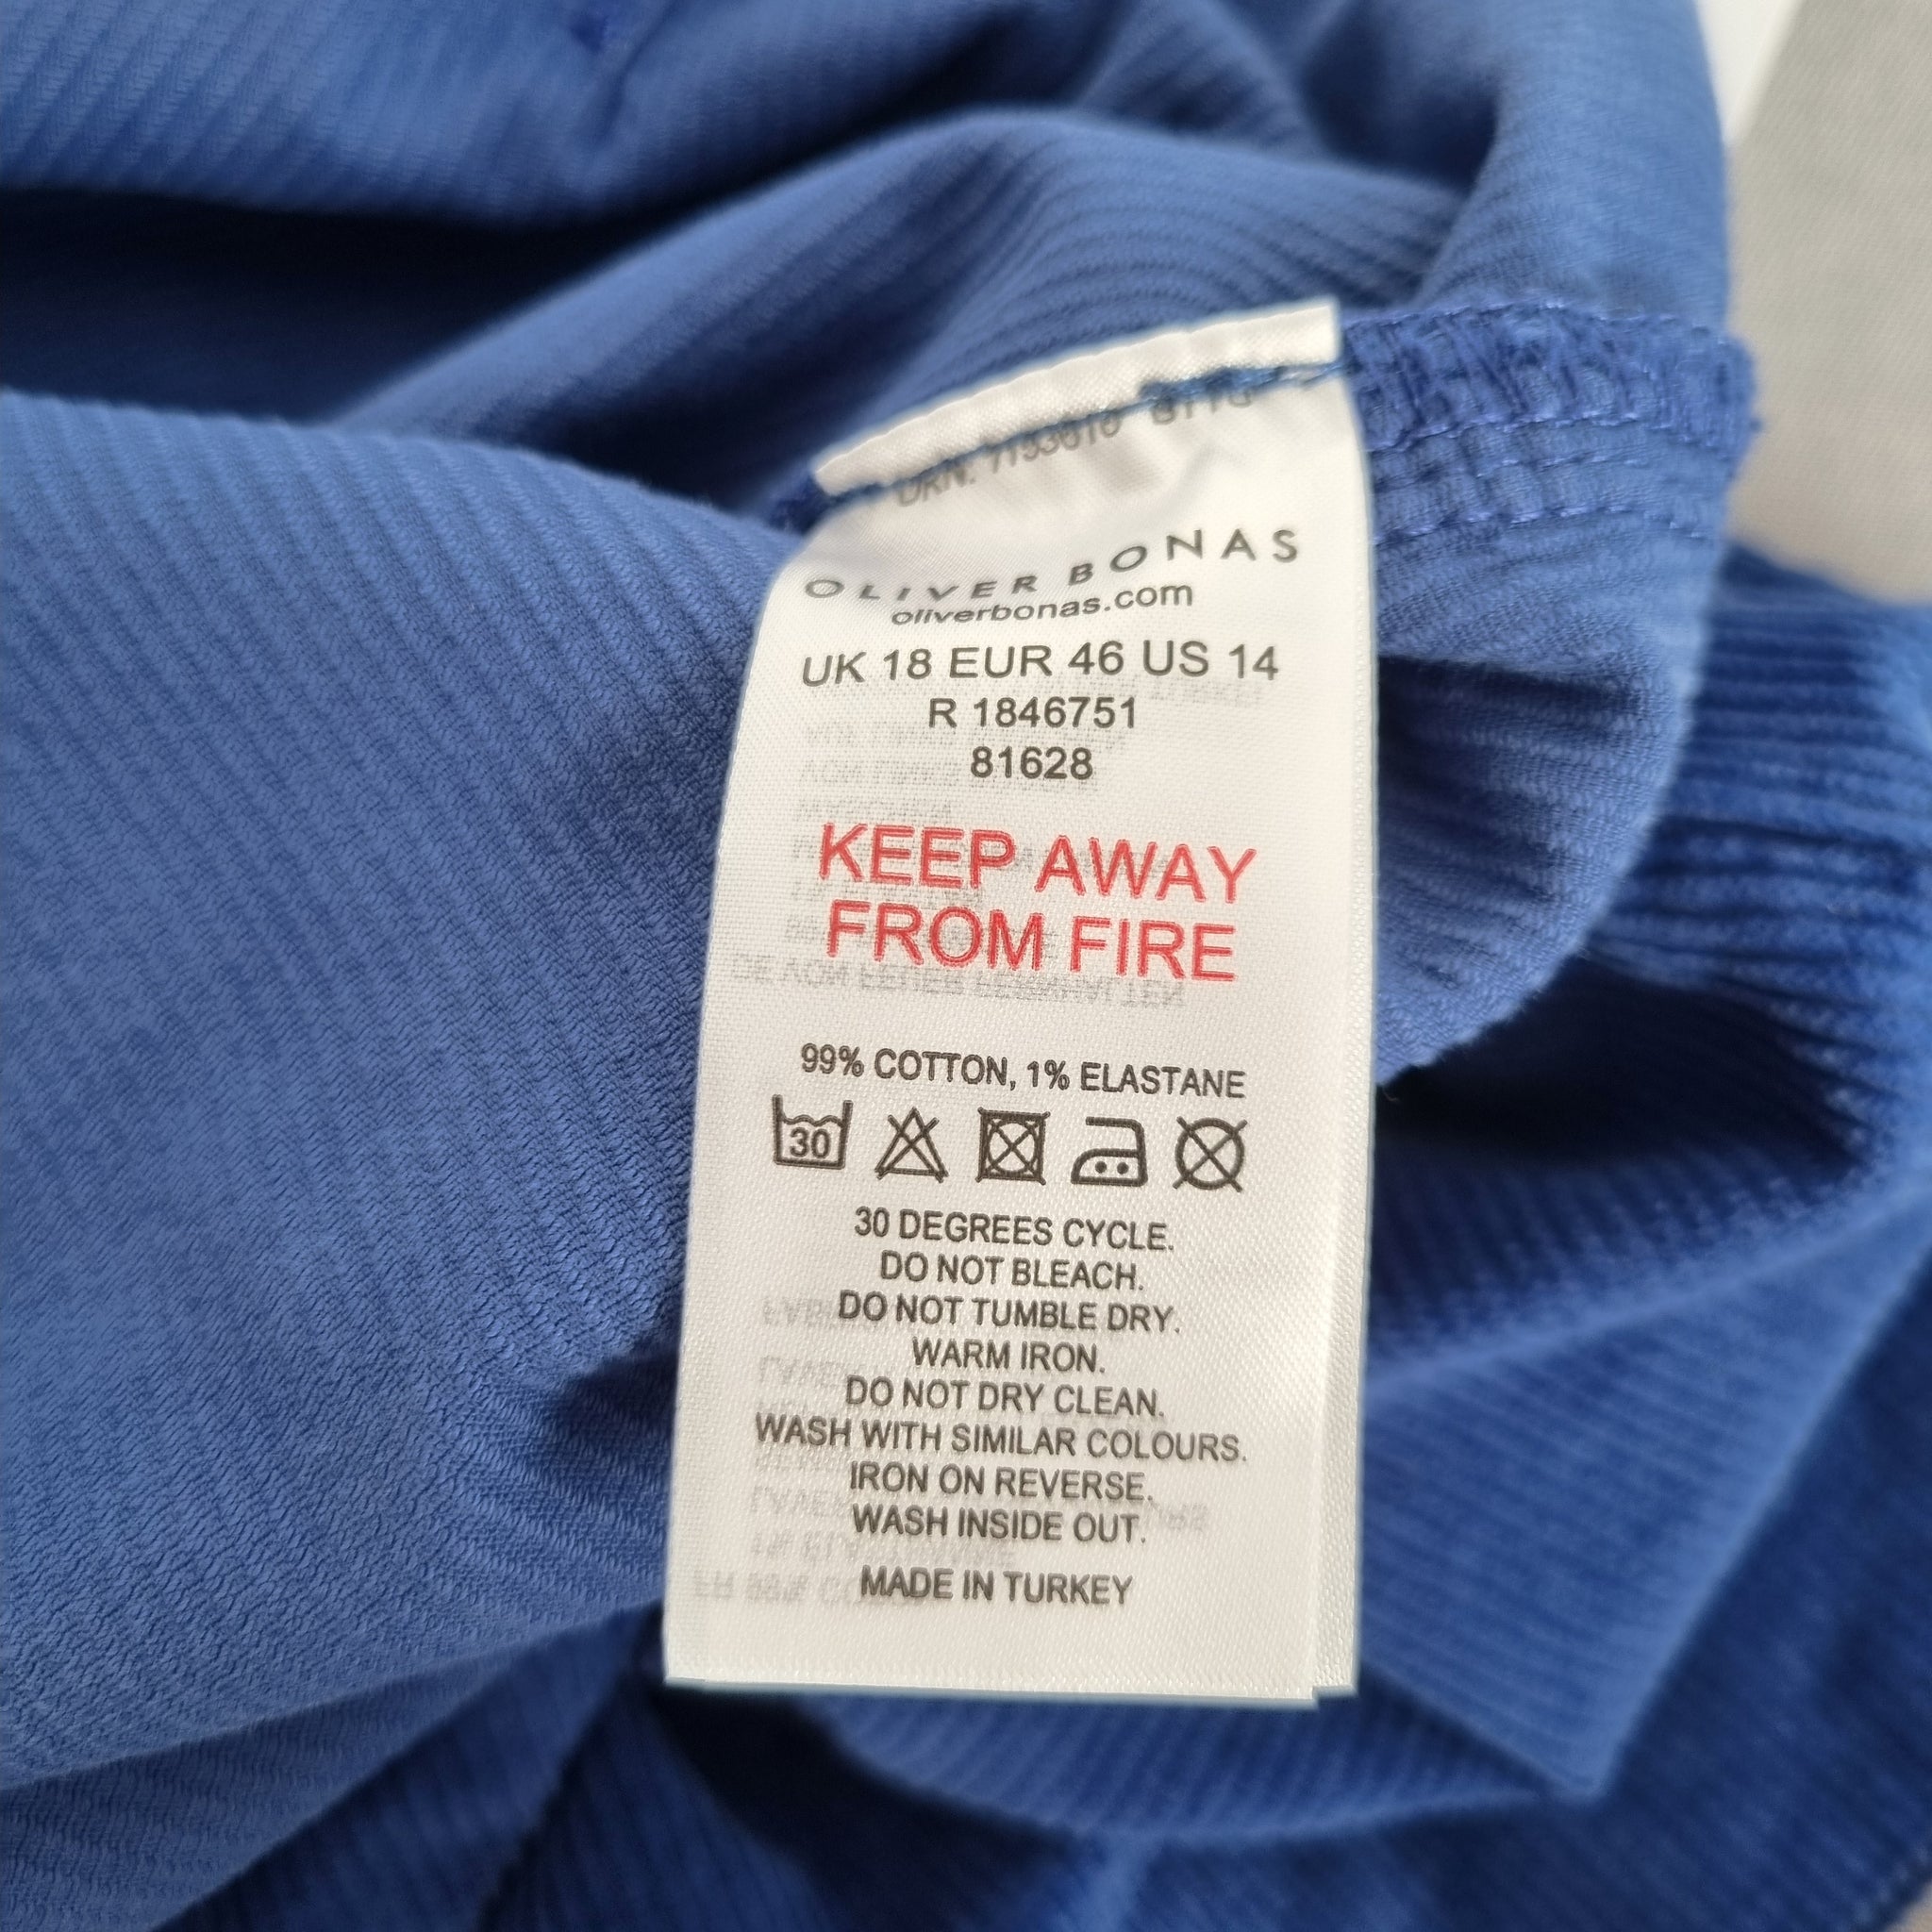 OLIVER BONAS
oliverbonas.com
UK 18 EUR 46 US 14
R 1846751
81628
KEEP AWAY
FROM FIRE
99% COTTON, 1% ELASTANE
30
30 DEGREES CYCLE.
DO NOT BLEACH.
DO NOT TUMBLE DRY.
WARM IRON.
DO NOT DRY CLEAN.
WASH WITH SIMILAR COLOURS.
IRON ON REVERSE.
WASH INSIDE OUT.
MADE IN TURKEY